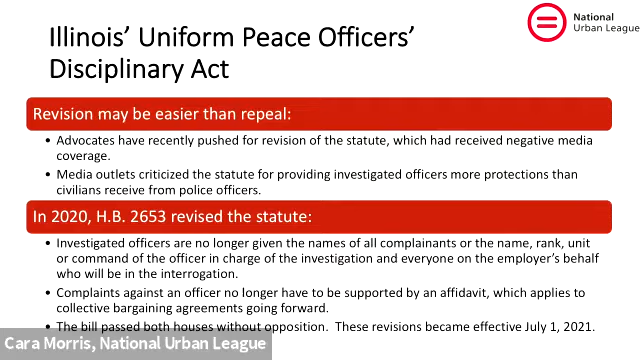 Illinois’ Uniform Peace Officers’
Disciplinary Act
National
Urban League
Revision may be easier than repeal:
• Advocates have recently pushed for revision of the statute, which had received negative media
coverage.
• Media outlets criticized the statute for providing investigated officers more protections than
civilians receive from police officers.
In 2020, H.B. 2653 revised the statute:
• Investigated officers are no longer given the names of all complainants or the name, rank, unit
or command of the officer in charge of the investigation and everyone on the employer’s behalf
who will be in the interrogation.
• Complaints against an officer no longer have to be supported by an affidavit, which applies to
collective bargaining agreements going forward.
• The bill passed both houses without opposition. These revisions became effective July 1, 2021.
Cara Morris, National Urban League